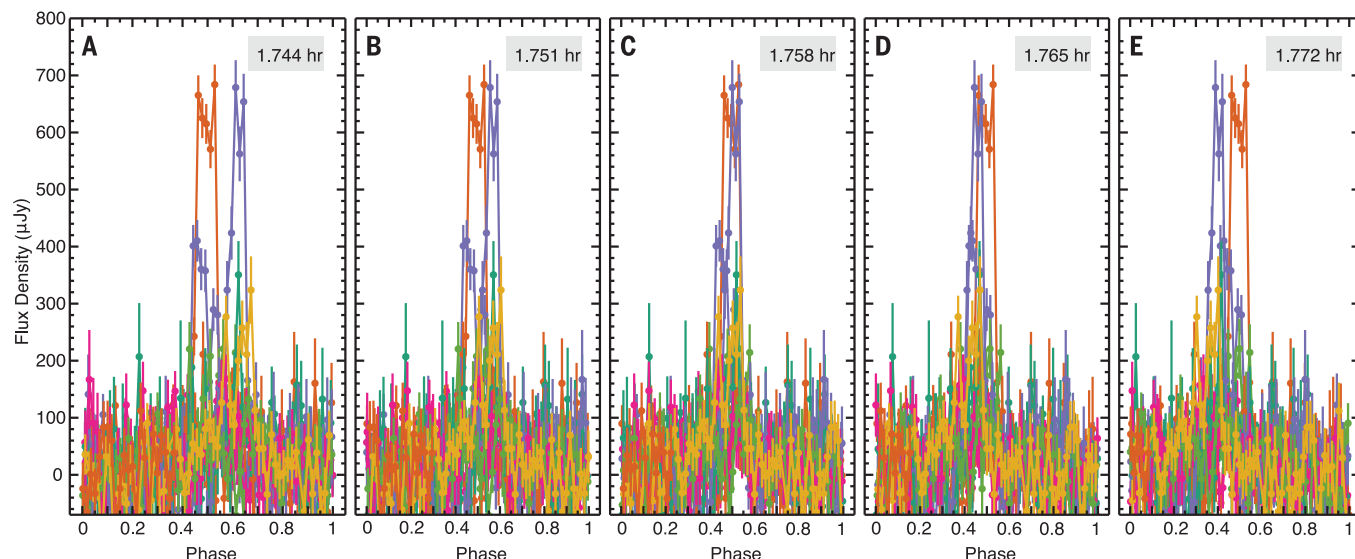 A
1.744 hr
B
1.751 hr
C
1.758 hr
D
1.765 hr
E
1.772 hr
800
700
600
500
400
300
200
100
0
Flux Density (μJy)
0 0.2 0.4 0.6 0.8 1
0 0.2 0.4 0.6 0.8 1
0 0.2 0.4 0.6 0.8 1
0 0.2 0.4 0.6 0.8 1
0 0.2 0.4 0.6 0.8 1
Phase
Phase
Phase
Phase
Phase